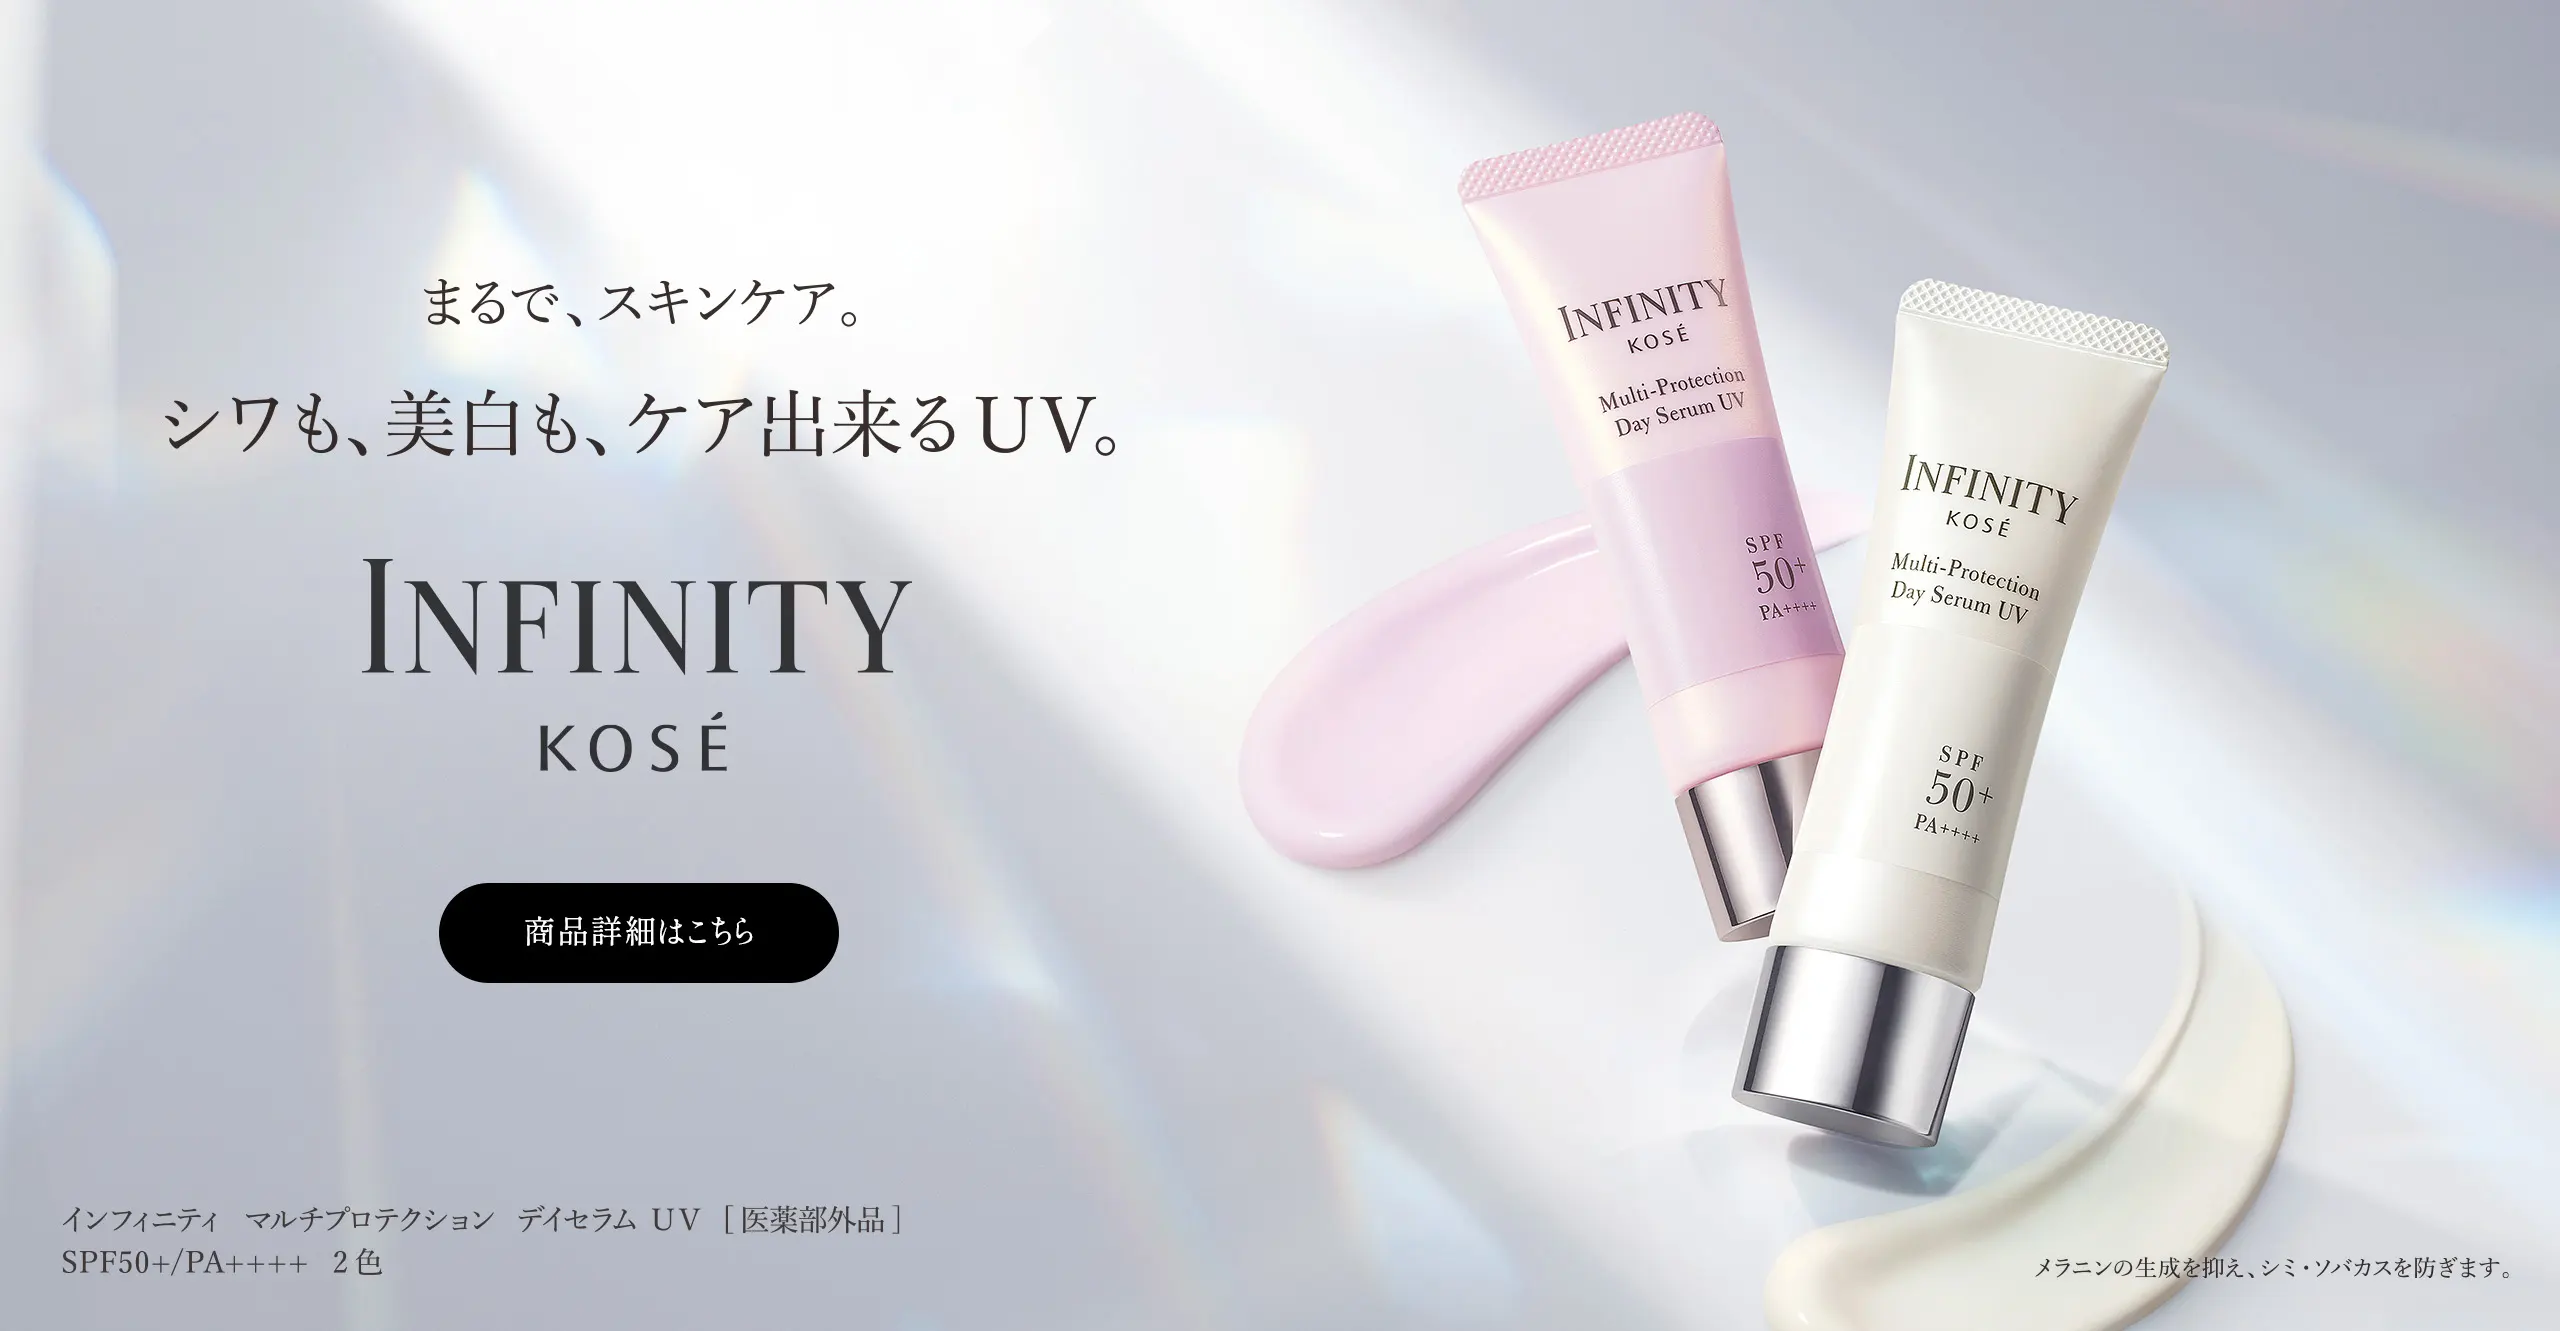 まるで、スキンケア。
シワも、美白も、ケア出来るUV。
INFINITY
KOSÉ
商品詳細はこちら
インフィニティ マルチプロテクション デイセラム UV [医薬部外品]
SPF50+/PA++++ 2色
INFINITY
KOSÉ
Multi-Protection
Day Serum UV
SPF
50+
PA++++
INFINITY
KOSÉ
Multi-Protection
Day Serum UV
SPF
50+
PA++++
メラニンの生成を抑え、シミ・ソバカスを防ぎます。